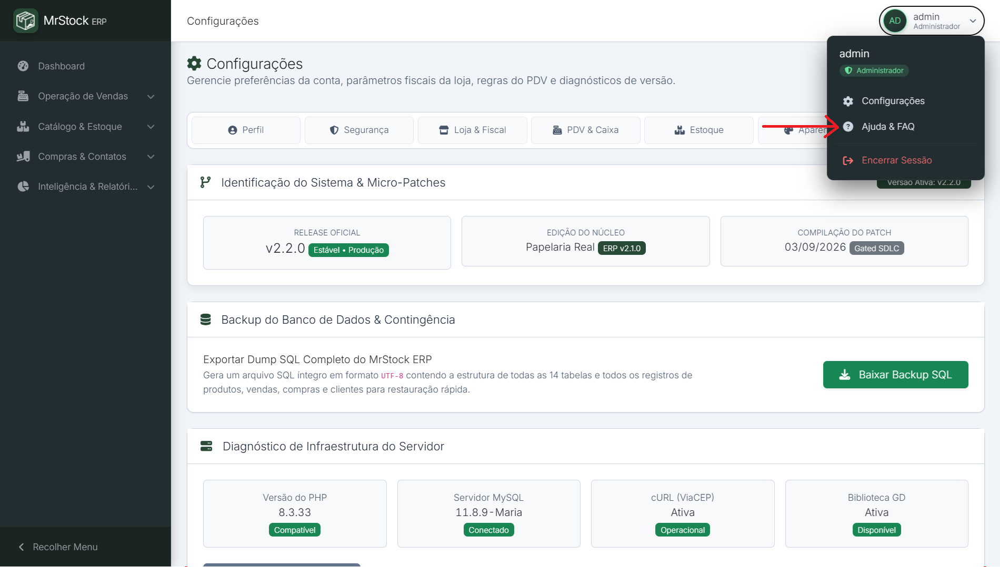 MrStock ERP
Dashboard
Operação de Vendas
Catálogo & Estoque
Compras & Contatos
Inteligência & Relatóri...
Recolher Menu
Configurações
AD
admin
Administrador
admin
Administrador
Configurações
Ajuda & FAQ
Encerrar Sessão
Configurações
Gerencie preferências da conta, parâmetros fiscais da loja, regras do PDV e diagnósticos de versão.
Perfil
Segurança
Loja & Fiscal
PDV & Caixa
Estoque
Identificação do Sistema & Micro-Patches
Versão Ativa: v2.2.0
RELEASE OFICIAL
v2.2.0 Estável • Produção
EDIÇÃO DO NÚCLEO
Papelaria Real ERP v2.1.0
COMPILAÇÃO DO PATCH
03/09/2026 Gated SDLC
Backup do Banco de Dados & Contingência
Exportar Dump SQL Completo do MrStock ERP
Gera um arquivo SQL íntegro em formato UTF-8 contendo a estrutura de todas as 14 tabelas e todos os registros de
produtos, vendas, compras e clientes para restauração rápida.
Baixar Backup SQL
Diagnóstico de Infraestrutura do Servidor
Versão do PHP
8.3.33
Compatível
Servidor MySQL
11.8.9-Maria
Conectado
cURL (ViaCEP)
Ativa
Operacional
Biblioteca GD
Ativa
Disponível